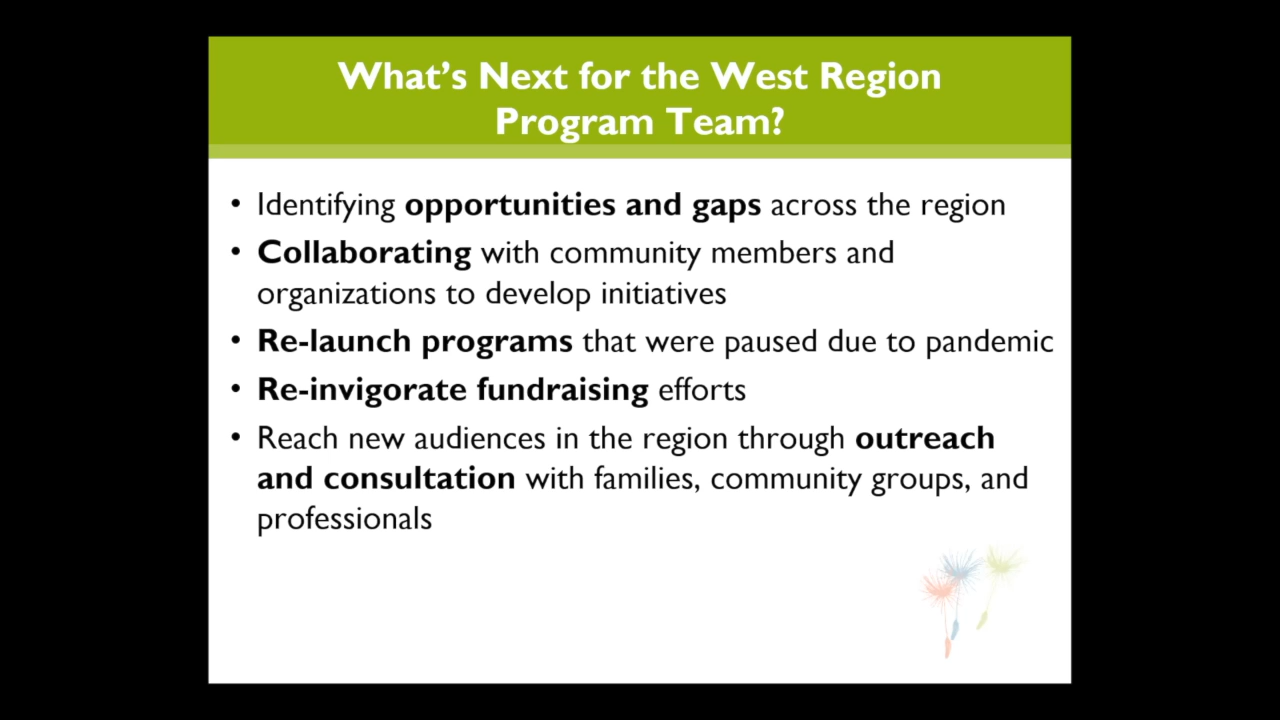 What’s Next for the West Region
Program Team?
• Identifying opportunities and gaps across the region
• Collaborating with community members and
organizations to develop initiatives
• Re-launch programs that were paused due to pandemic
• Re-invigorate fundraising efforts
• Reach new audiences in the region through outreach
and consultation with families, community groups, and
professionals